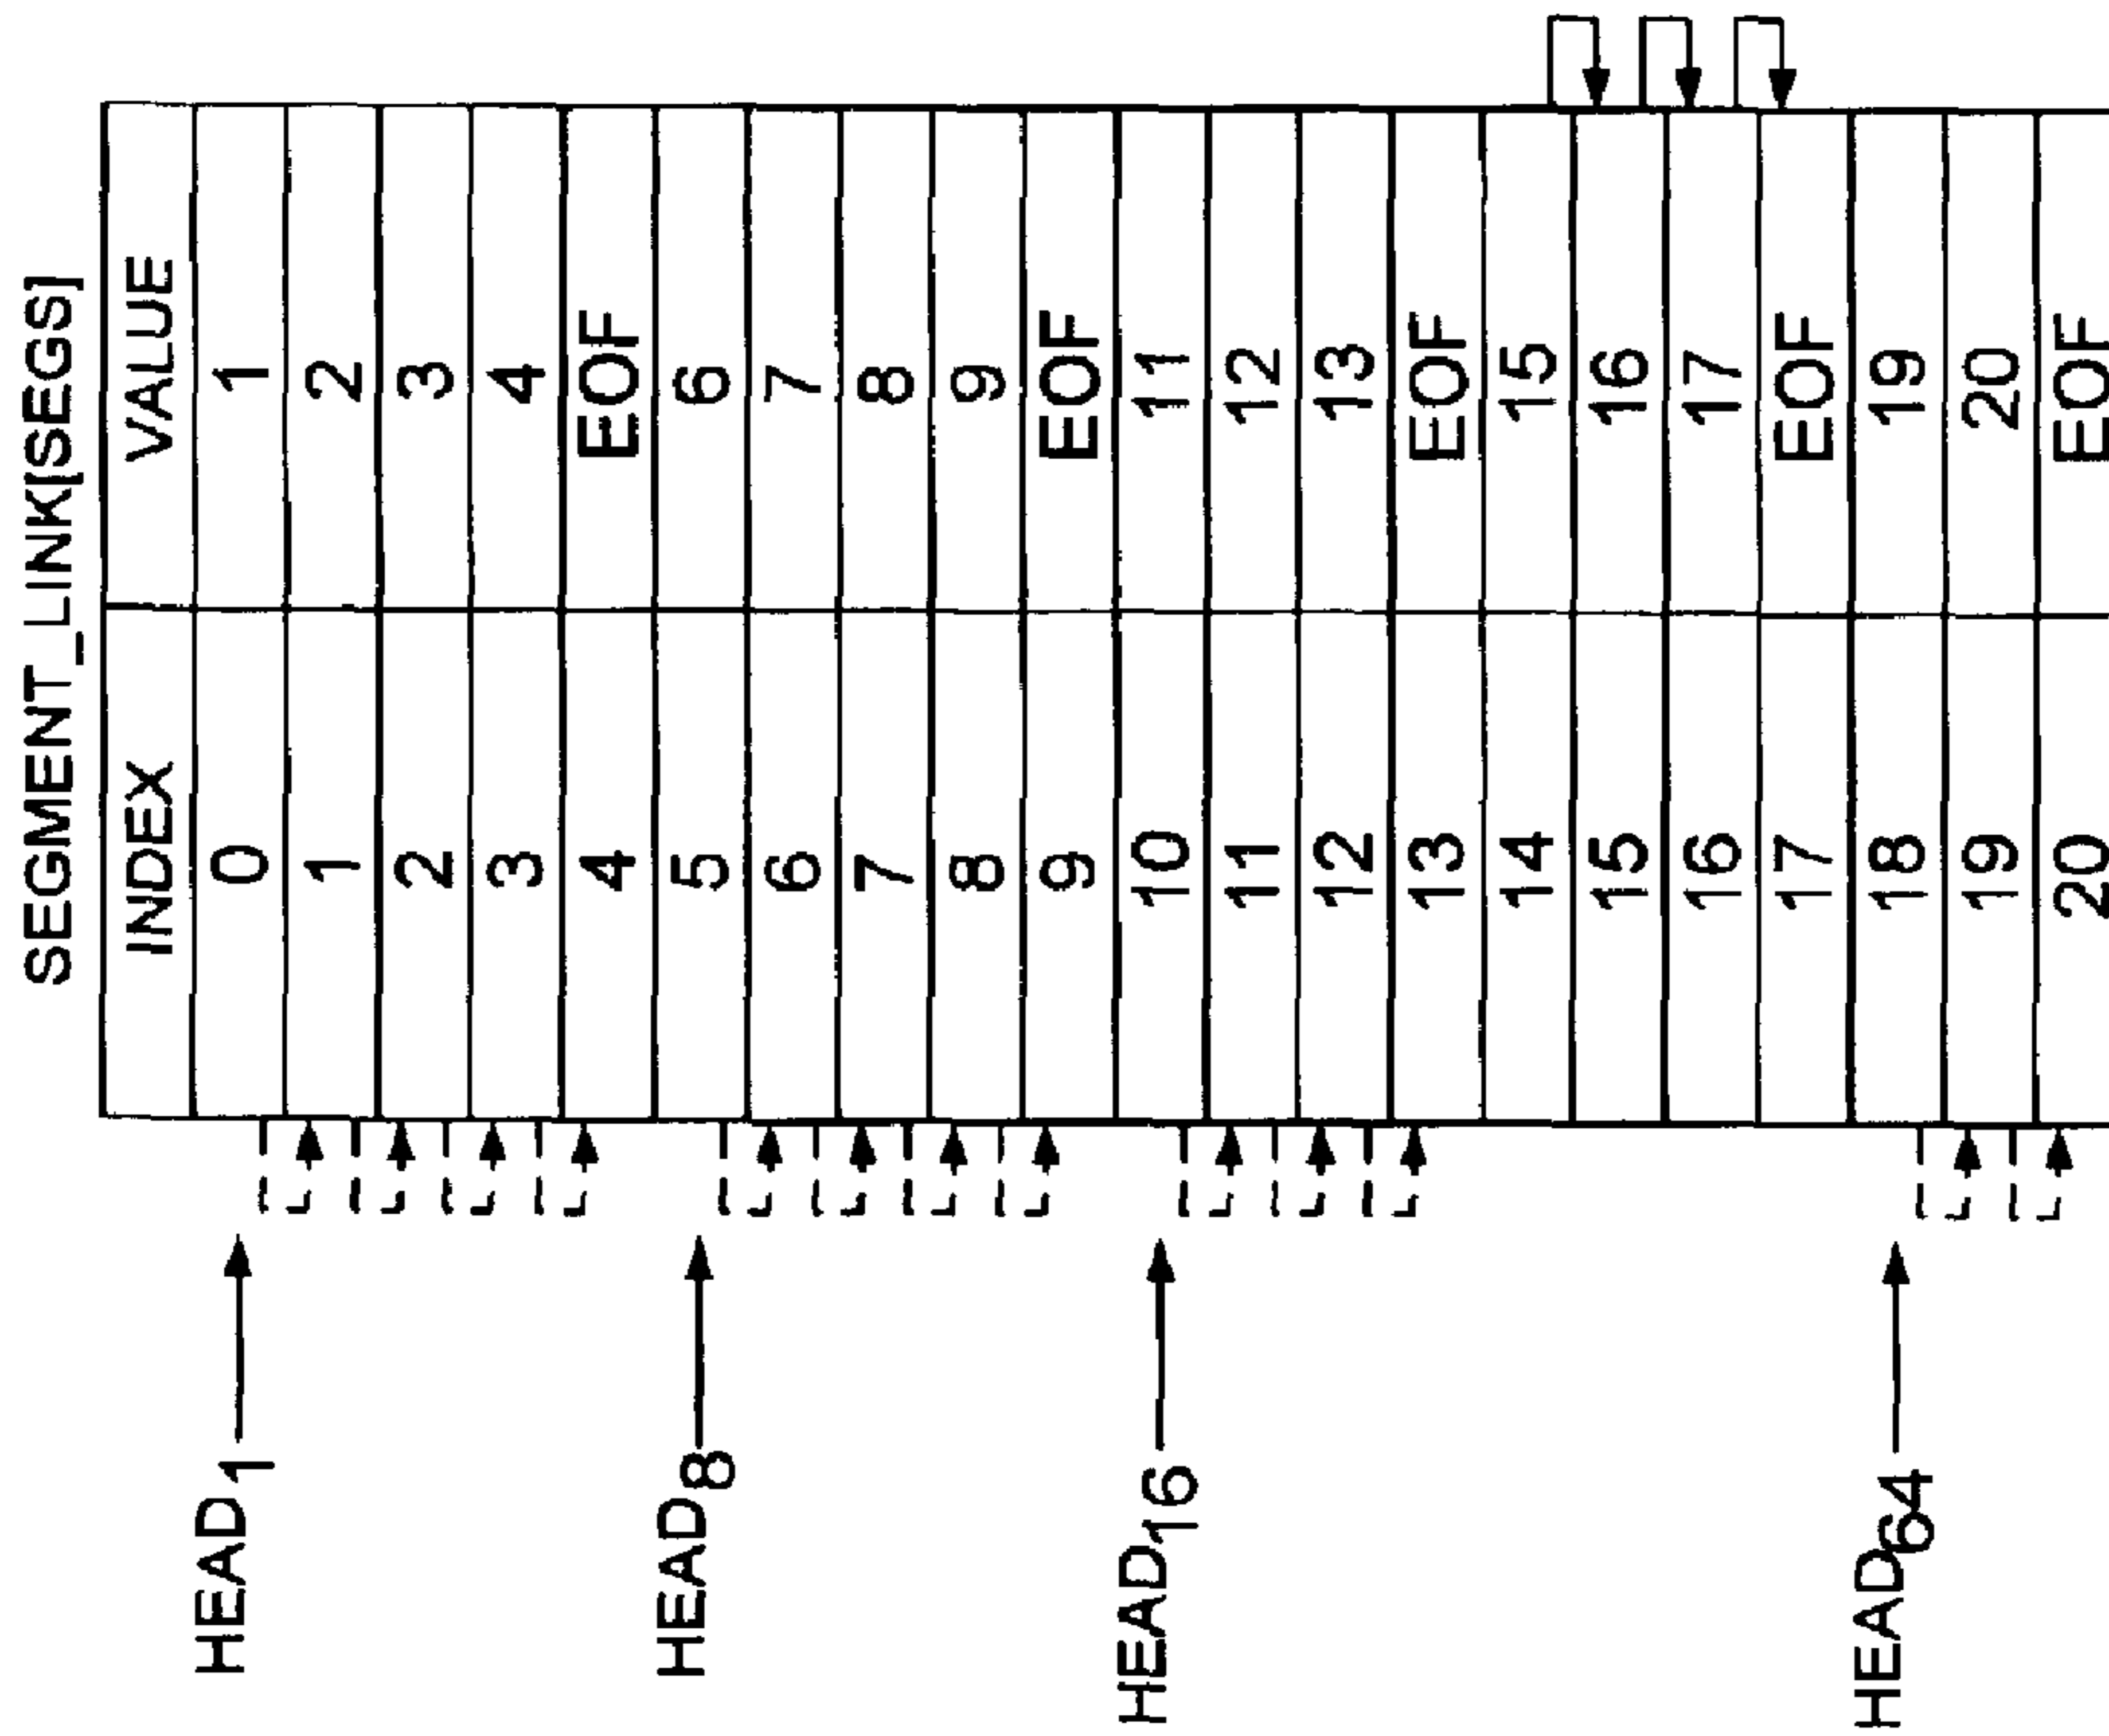 SEGMENT_LINK[SEGS]
INDEX VALUE
HEAD1 0 1
1 2
2 3
3 4
4 EOF
HEAD8 5 6
6 7
7 8
8 9
9 EOF
HEAD16 10 11
11 12
12 13
13 EOF
14 15
15 16
16 17
17 EOF
HEAD64 18 19
19 20
20 EOF